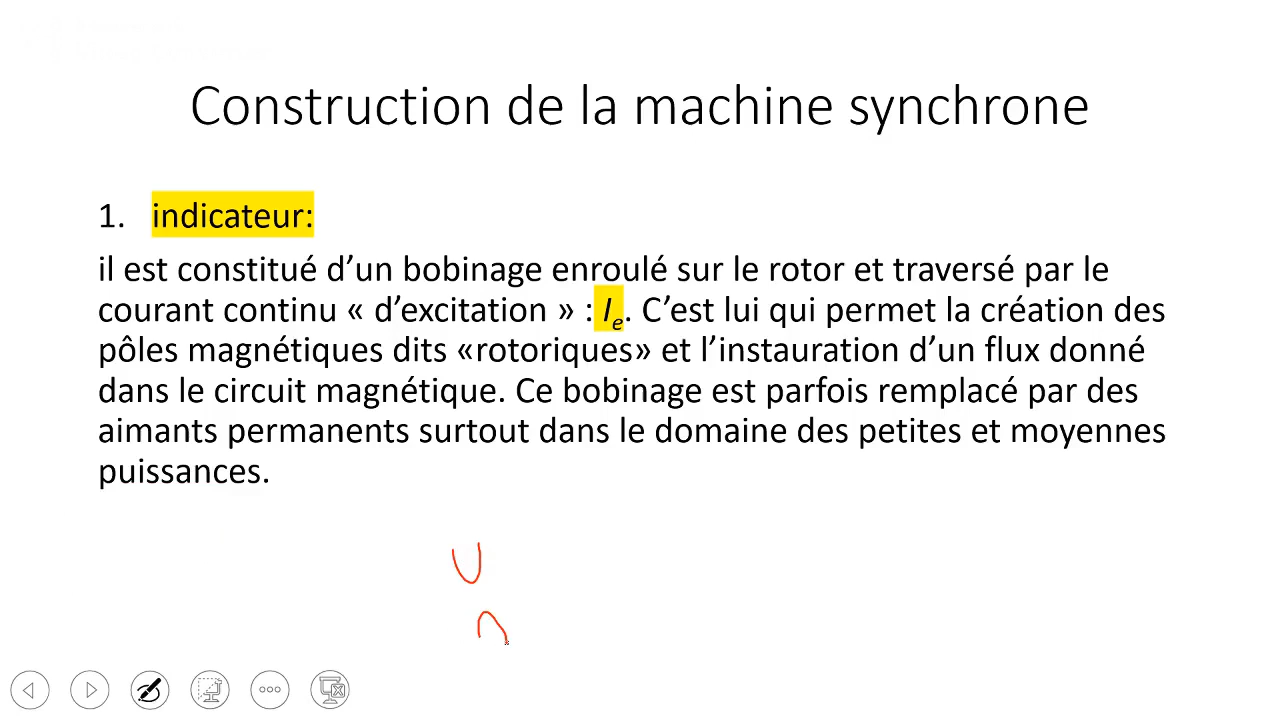 Construction de la machine synchrone
1. indicateur:
il est constitué d’un bobinage enroulé sur le rotor et traversé par le
courant continu « d’excitation » : Ie. C’est lui qui permet la création des
pôles magnétiques dits «rotoriques» et l’instauration d’un flux donné
dans le circuit magnétique. Ce bobinage est parfois remplacé par des
aimants permanents surtout dans le domaine des petites et moyennes
puissances.